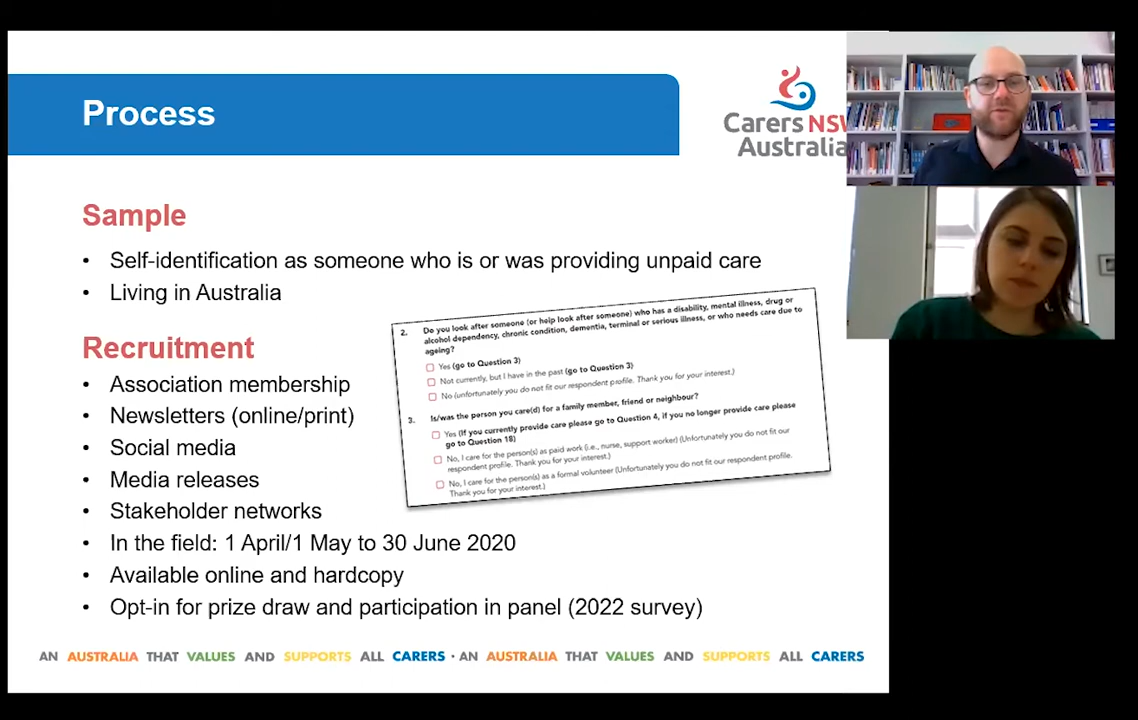 Process
Carers NSW
Australia
Sample
• Self-identification as someone who is or was providing unpaid care
• Living in Australia
2. Do you look after someone (or help look after someone) who has a disability, mental illness, drug or
alcohol dependency, chronic condition, dementia, terminal or serious illness, or who needs care due to
ageing?
Yes (go to Question 3)
Not currently, but I have in the past (go to Question 3)
No (unfortunately you do not fit our respondent profile. Thank you for your interest.)
3. Is/was the person you care(d) for a family member, friend or neighbour?
Yes (If you currently provide care please go to Question 4, if you no longer provide care please
go to Question 18)
No, I care for the person(s) as paid work (i.e., nurse, support worker) (Unfortunately you do not fit our
respondent profile. Thank you for your interest.)
No, I care for the person(s) as a formal volunteer (Unfortunately you do not fit our respondent profile.
Thank you for your interest.)
Recruitment
• Association membership
• Newsletters (online/print)
• Social media
• Media releases
• Stakeholder networks
• In the field: 1 April/1 May to 30 June 2020
• Available online and hardcopy
• Opt-in for prize draw and participation in panel (2022 survey)
AN AUSTRALIA THAT VALUES AND SUPPORTS ALL CARERS · AN AUSTRALIA THAT VALUES AND SUPPORTS ALL CARERS